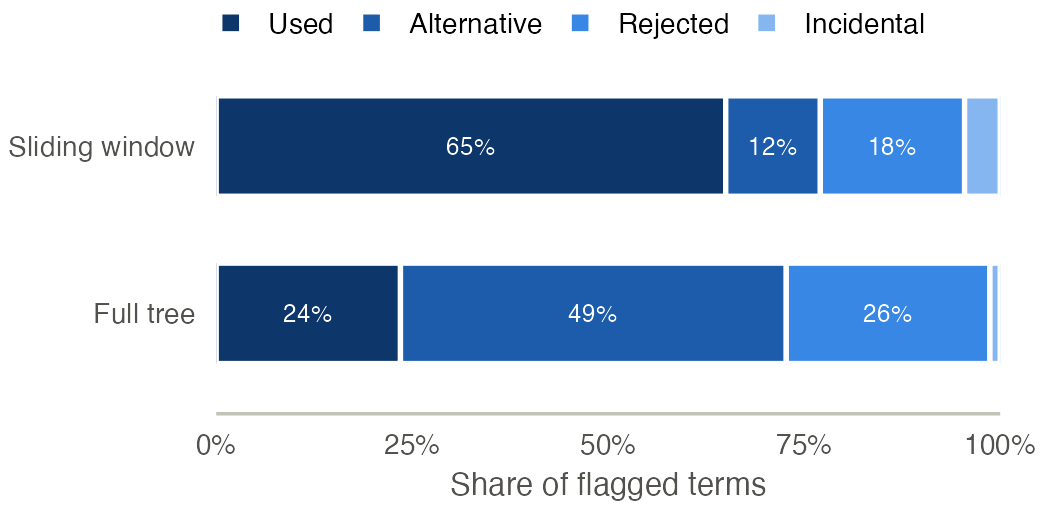 Used Alternative Rejected Incidental
Sliding window 65% 12% 18%
Full tree 24% 49% 26%
0% 25% 50% 75% 100%
Share of flagged terms